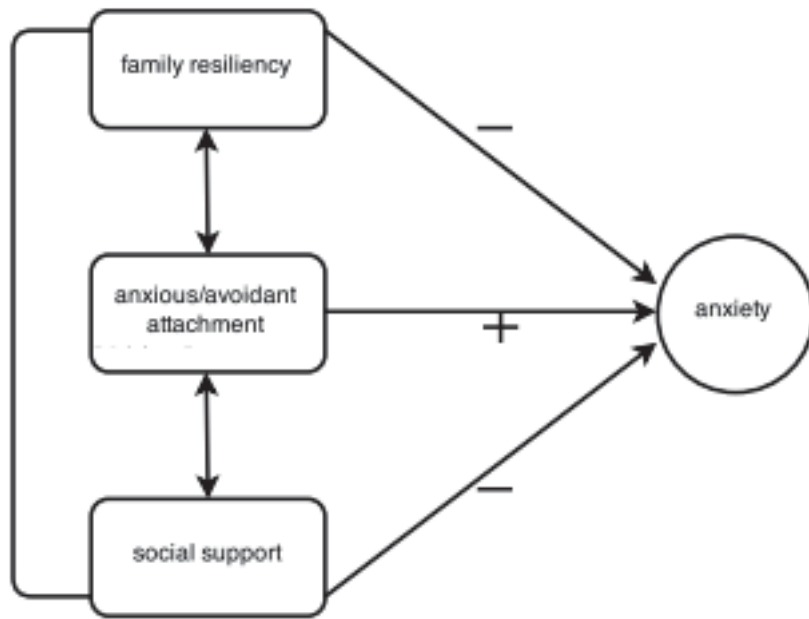 family resiliency
−
anxious/avoidant
attachment
+
anxiety
−
social support